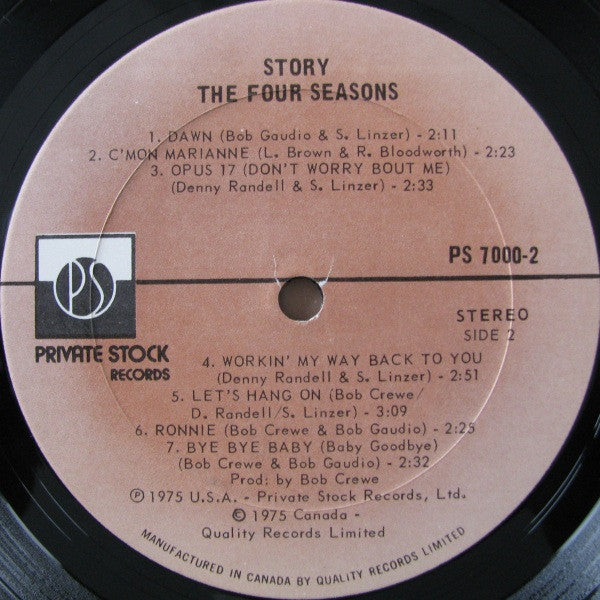 STORY
THE FOUR SEASONS
1. DAWN (Bob Gaudio & S. Linzer) - 2:11
2. C'MON MARIANNE (L. Brown & R. Bloodworth) - 2:23
3. OPUS 17 (DON'T WORRY BOUT ME)
(Denny Randell & S. Linzer) - 2:33
PS
PRIVATE STOCK
RECORDS
PS 7000-2
STEREO
SIDE 2
4. WORKIN' MY WAY BACK TO YOU
(Denny Randell & S. Linzer) - 2:51
5. LET'S HANG ON (Bob Crewe/
D. Randell/S. Linzer) - 3:09
6. RONNIE (Bob Crewe & Bob Gaudio) - 2:25
7. BYE BYE BABY (Baby Goodbye)
(Bob Crewe & Bob Gaudio) - 2:32
Prod: by Bob Crewe
℗ 1975 U.S.A. - Private Stock Records, Ltd.
© 1975 Canada -
Quality Records Limited
MANUFACTURED IN CANADA BY QUALITY RECORDS LIMITED